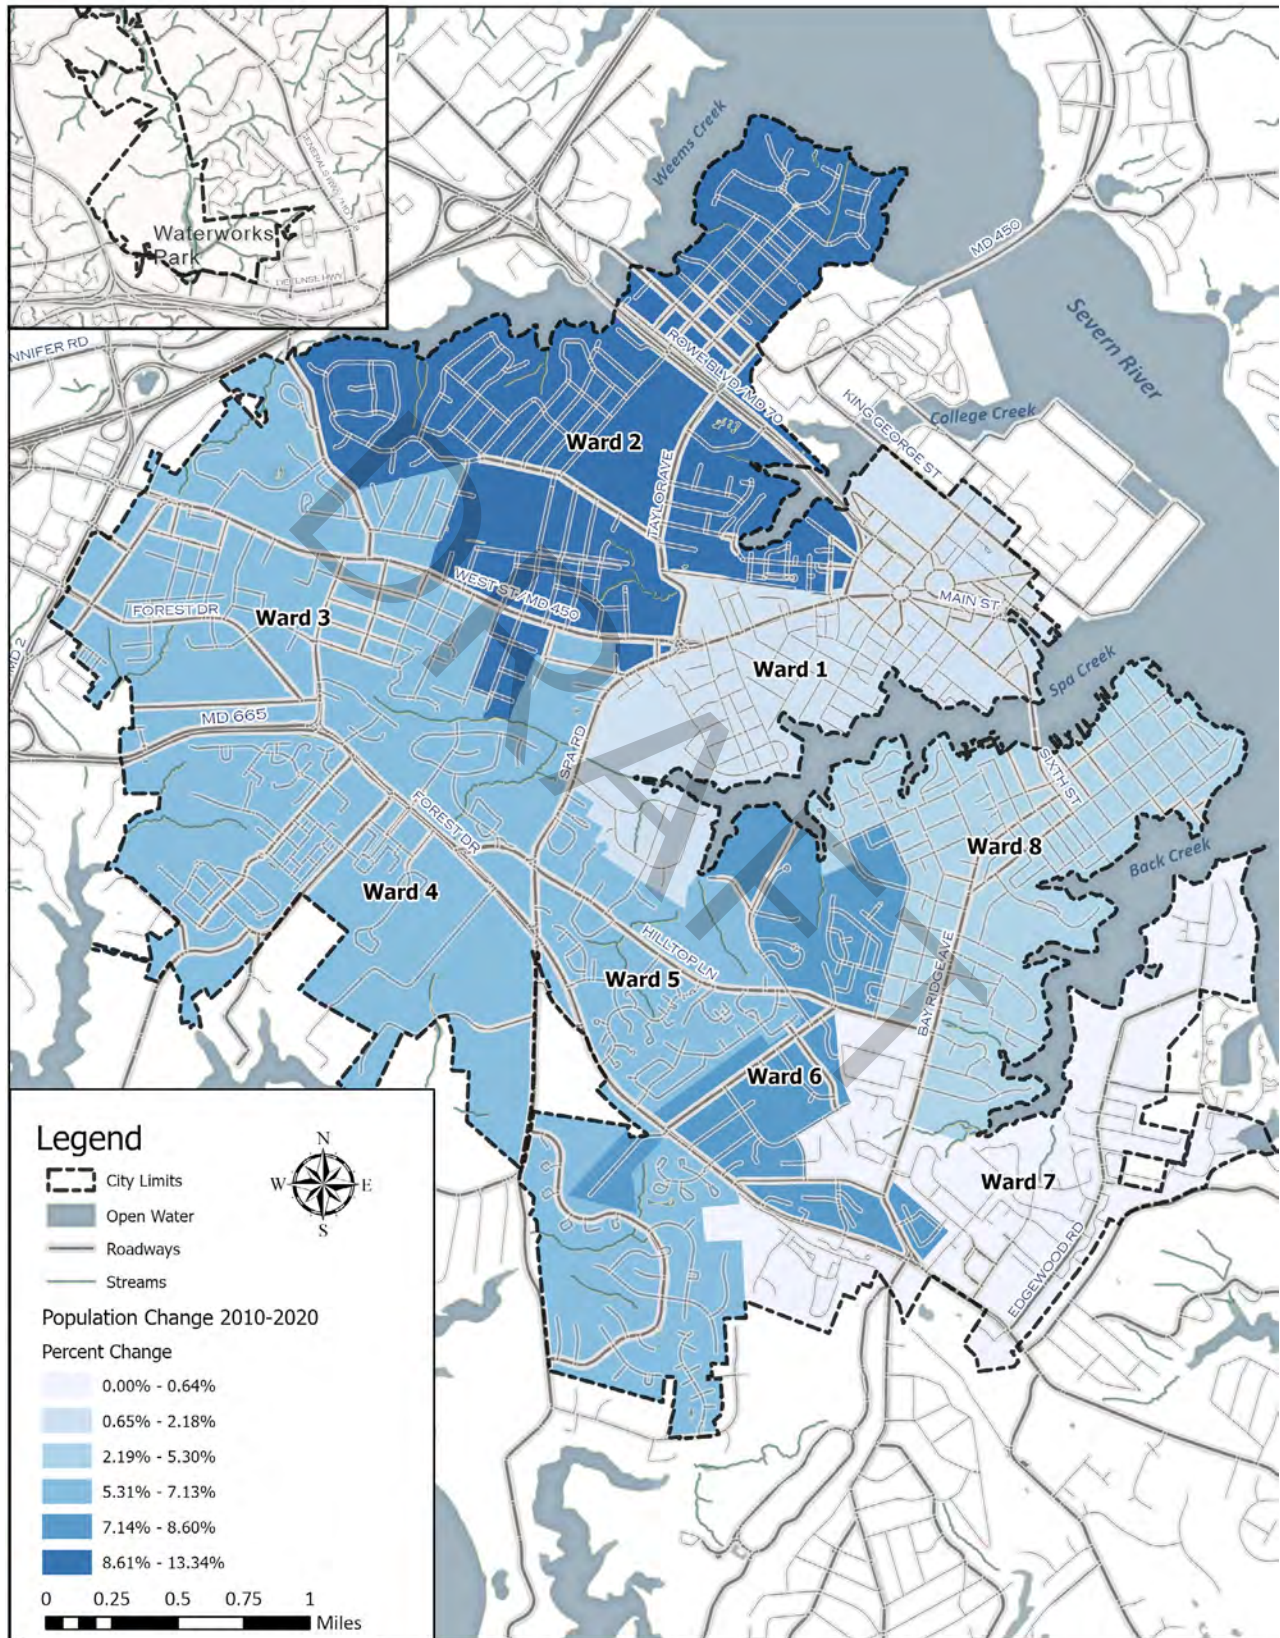 Waterworks
Park
GENERALS HWY
DEFENSE HWY
Weems Creek
MD 450
Severn River
NNIFER RD
ROWE BLVD/MD 70
KING GEORGE ST
College Creek
Ward 2
TAYLOR AVE
WEST ST/MD 450
MAIN ST
FOREST DR
Ward 3
MD 2
Ward 1
Spa Creek
MD 665
SPA RD
SIXTH ST
FOREST DR
Ward 8
Back Creek
Ward 4
HILLTOP LN
Ward 5
BAY RIDGE AVE
Ward 6
Ward 7
EDGEWOOD RD
DRAFT
Legend
N
W E
S
City Limits
Open Water
Roadways
Streams
Population Change 2010-2020
Percent Change
0.00% - 0.64%
0.65% - 2.18%
2.19% - 5.30%
5.31% - 7.13%
7.14% - 8.60%
8.61% - 13.34%
0 0.25 0.5 0.75 1
Miles